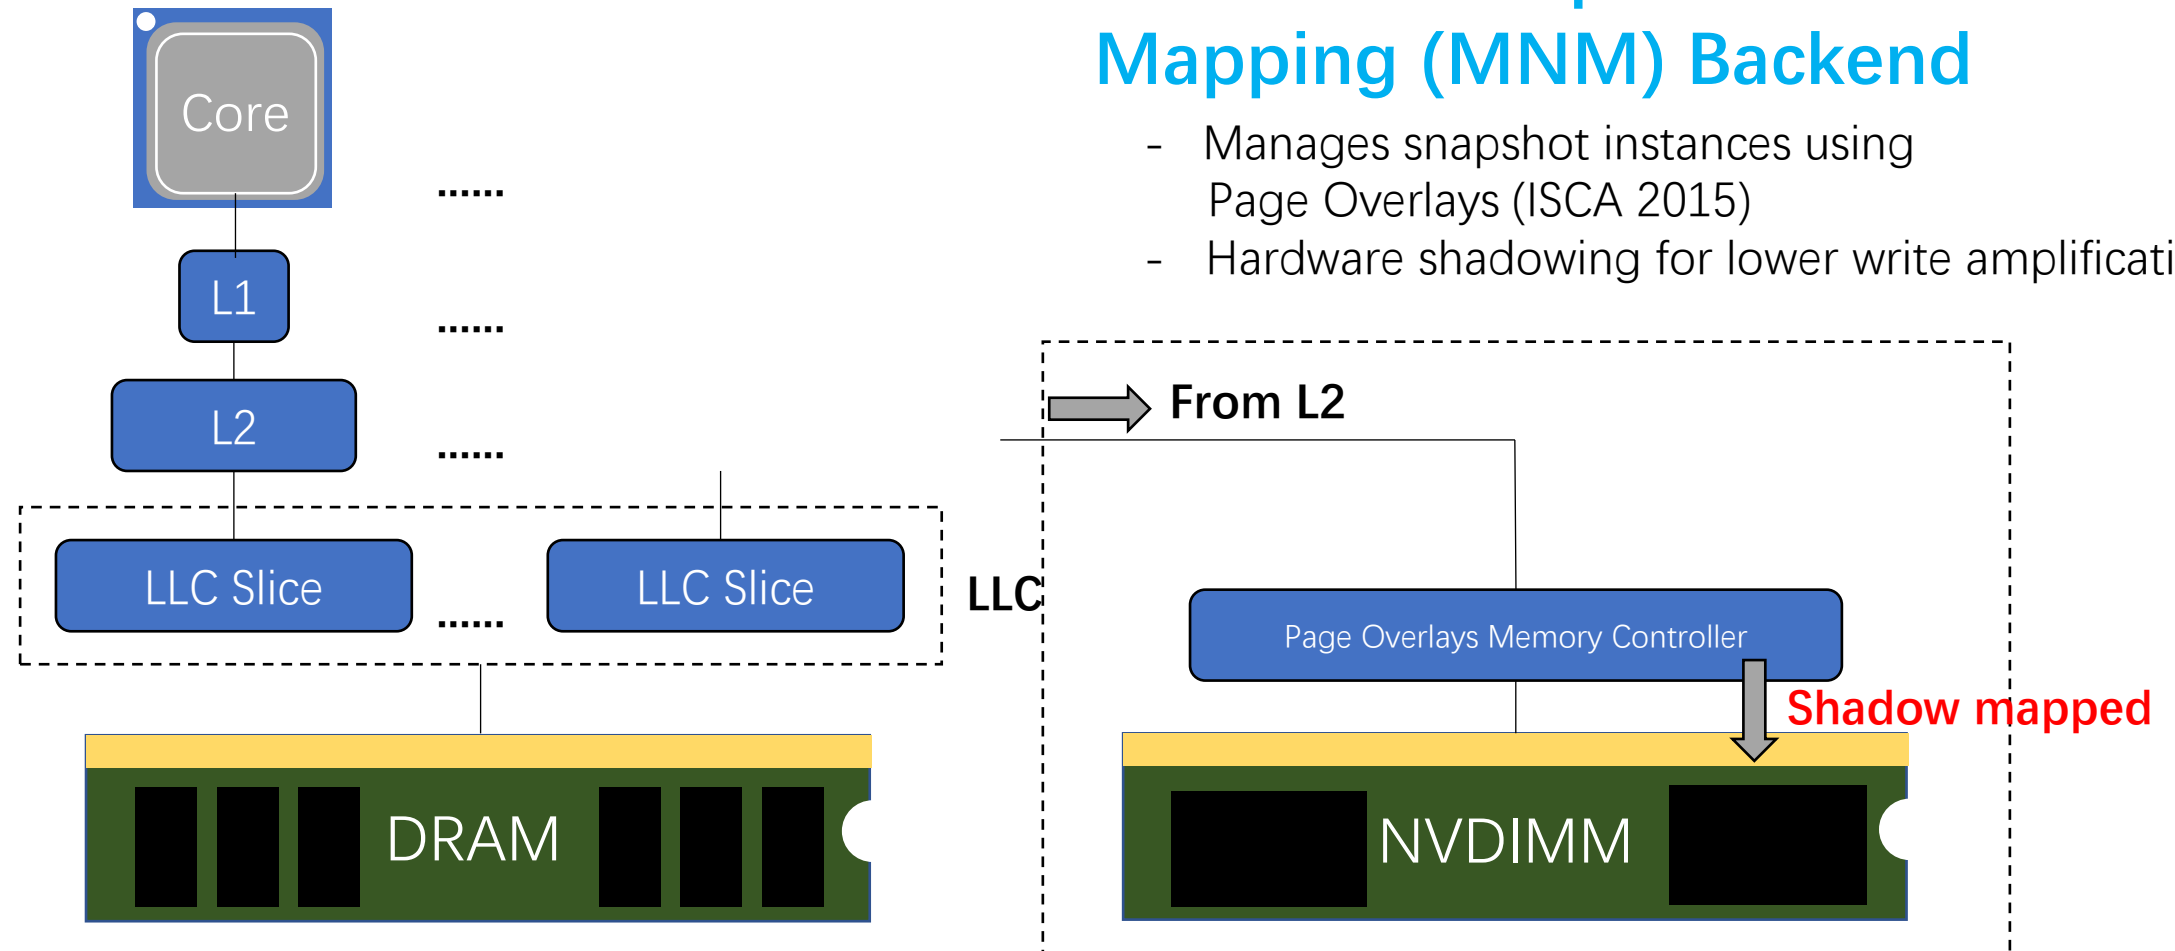 Mapping (MNM) Backend
- Manages snapshot instances using
Page Overlays (ISCA 2015)
- Hardware shadowing for lower write amplificati
Core
......
L1
......
L2
......
From L2
LLC Slice
......
LLC Slice
LLC
Page Overlays Memory Controller
Shadow mapped
DRAM
NVDIMM